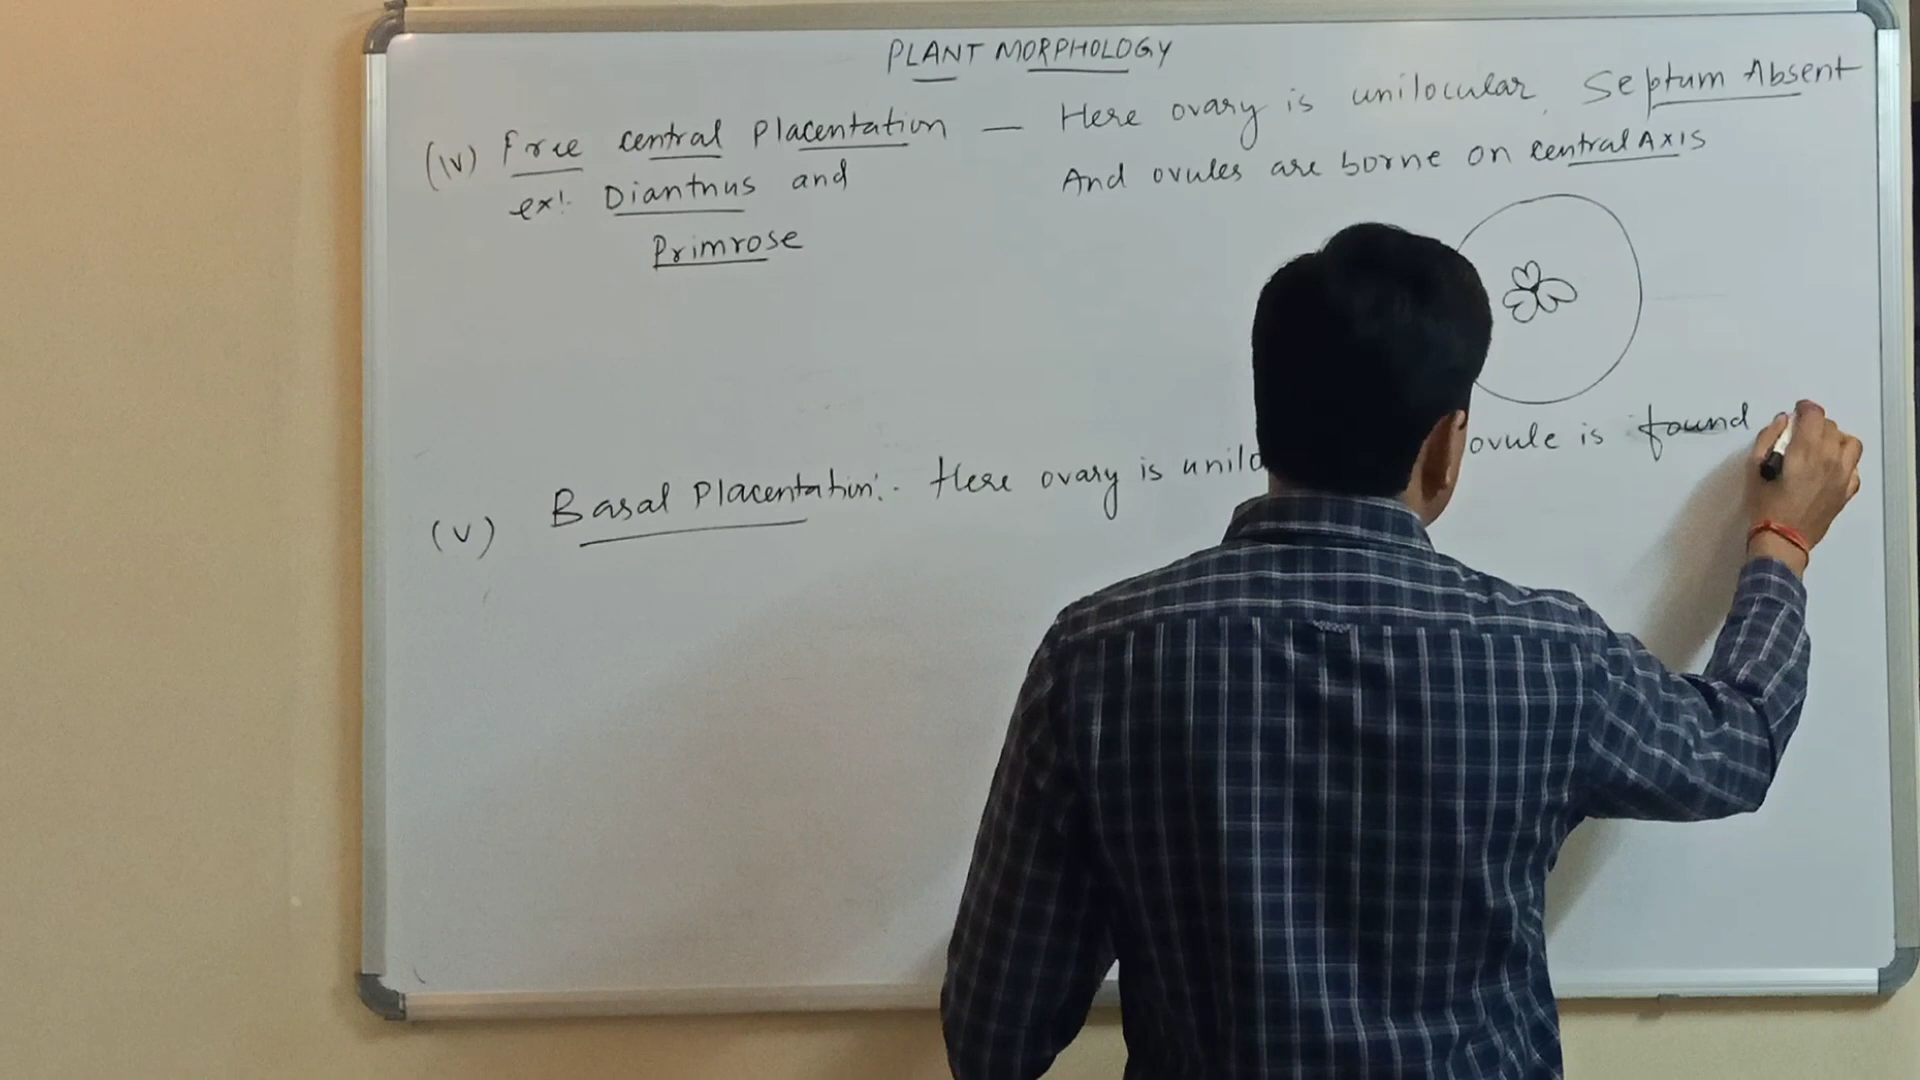 PLANT MORPHOLOGY
(IV) Free central Placentation — Here ovary is unilocular, Septum Absent
ex: Dianthus and And ovules are borne on central Axis
Primrose
(V) Basal Placentation:- Here ovary is ovule is found